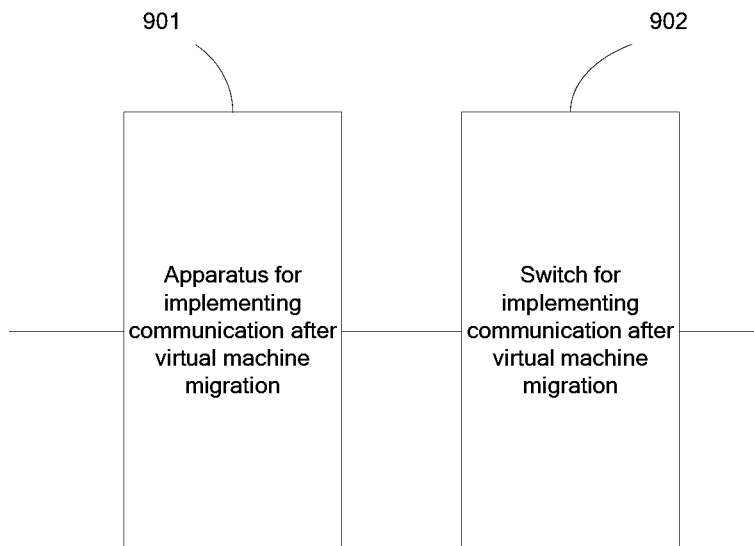 901
902
Apparatus for
implementing
communication after
virtual machine
migration
Switch for
implementing
communication after
virtual machine
migration